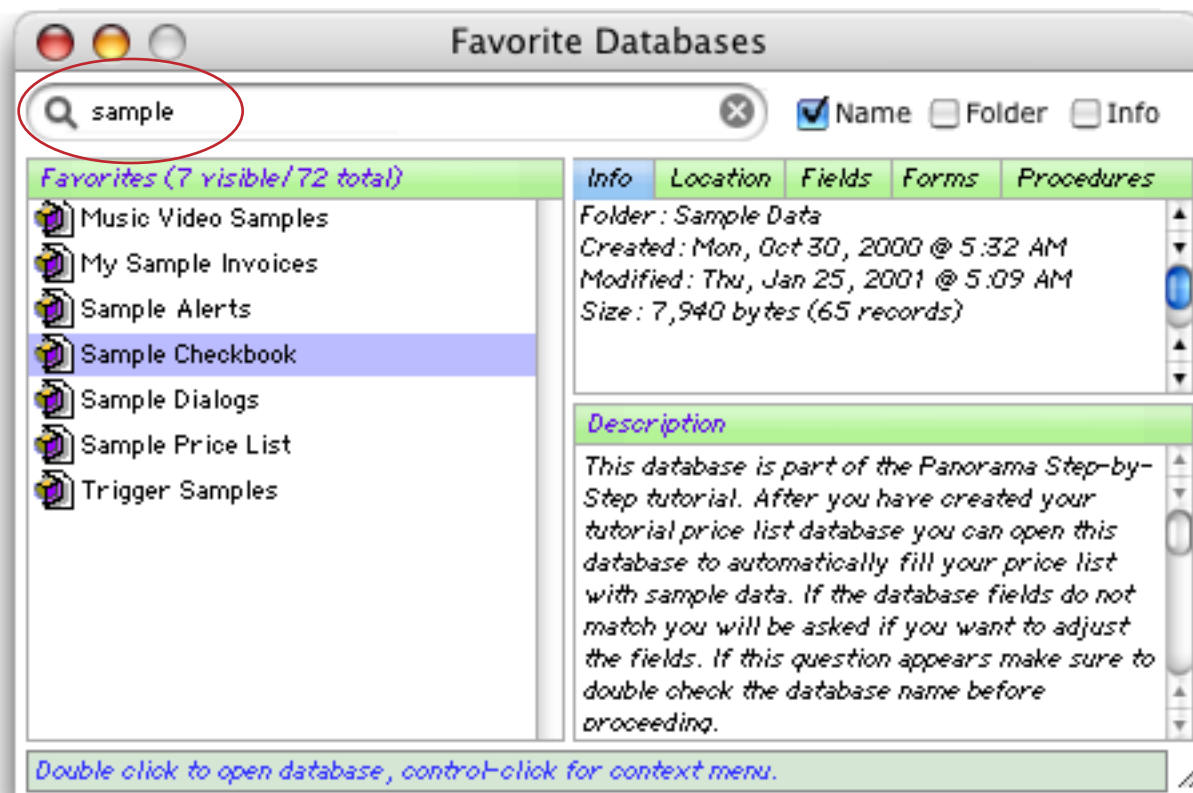 Favorite Databases
sample
Name Folder Info
Favorites (7 visible/72 total)
Music Video Samples
My Sample Invoices
Sample Alerts
Sample Checkbook
Sample Dialogs
Sample Price List
Trigger Samples
Info Location Fields Forms Procedures
Folder: Sample Data
Created: Mon, Oct 30, 2000 @ 5:32 AM
Modified: Thu, Jan 25, 2001 @ 5:09 AM
Size: 7,940 bytes (65 records)
Description
This database is part of the Panorama Step-by-
Step tutorial. After you have created your
tutorial price list database you can open this
database to automatically fill your price list
with sample data. If the database fields do not
match you will be asked if you want to adjust
the fields. If this question appears make sure to
double check the database name before
proceeding.
Double click to open database, control-click for context menu.